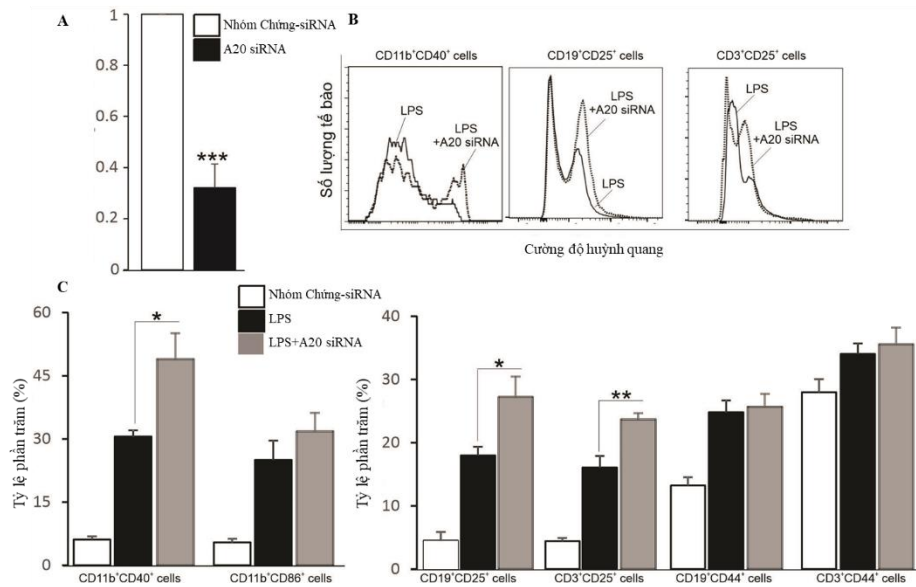 A
1
0.8
0.6
0.4
0.2
0
***
Nhóm Chứng-siRNA
A20 siRNA
B
CD11b⁺CD40⁺ cells
CD19⁺CD25⁺ cells
CD3⁺CD25⁺ cells
Số lượng tế bào
LPS
LPS
+A20 siRNA
LPS
+A20 siRNA
LPS
LPS
LPS
+A20 siRNA
Cường độ huỳnh quang
C
Nhóm Chứng-siRNA
LPS
LPS+A20 siRNA
Tỷ lệ phần trăm (%)
60
45
30
15
0
*
CD11b⁺CD40⁺ cells
CD11b⁺CD86⁺ cells
Tỷ lệ phần trăm (%)
40
30
20
10
0
*
**
CD19⁺CD25⁺ cells
CD3⁺CD25⁺ cells
CD19⁺CD44⁺ cells
CD3⁺CD44⁺ cells